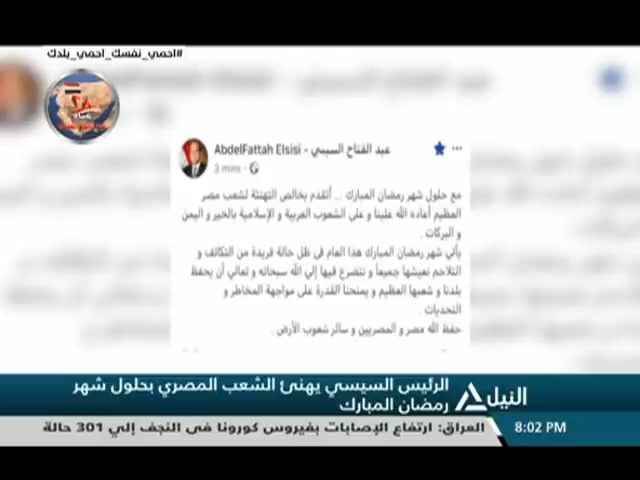 #احمي_نفسك_احمي_بلدك
AbdelFattah Elsisi - عبد الفتاح السيسي
3 mins
مع حلول شهر رمضان المبارك ... أتقدم بخالص التهنئة لشعب مصر
العظيم أعاده الله علينا و علي الشعوب العربية و الإسلامية بالخير و اليمن
و البركات .
يأتي شهر رمضان المبارك هذا العام فى ظل حالة فريدة من التكاتف و
التلاحم نعيشها جميعاً و نتضرع فيها إلي الله سبحانه و تعالي أن يحفظ
بلدنا و شعبها العظيم و يمنحنا القدرة على مواجهة المخاطر و
التحديات .
حفظ الله مصر و المصريين و سائر شعوب الأرض .
الرئيس السيسي يهنئ الشعب المصري بحلول شهر
رمضان المبارك
النيل
العراق: ارتفاع الإصابات بفيروس كورونا فى النجف إلي 301 حالة
8:02 PM